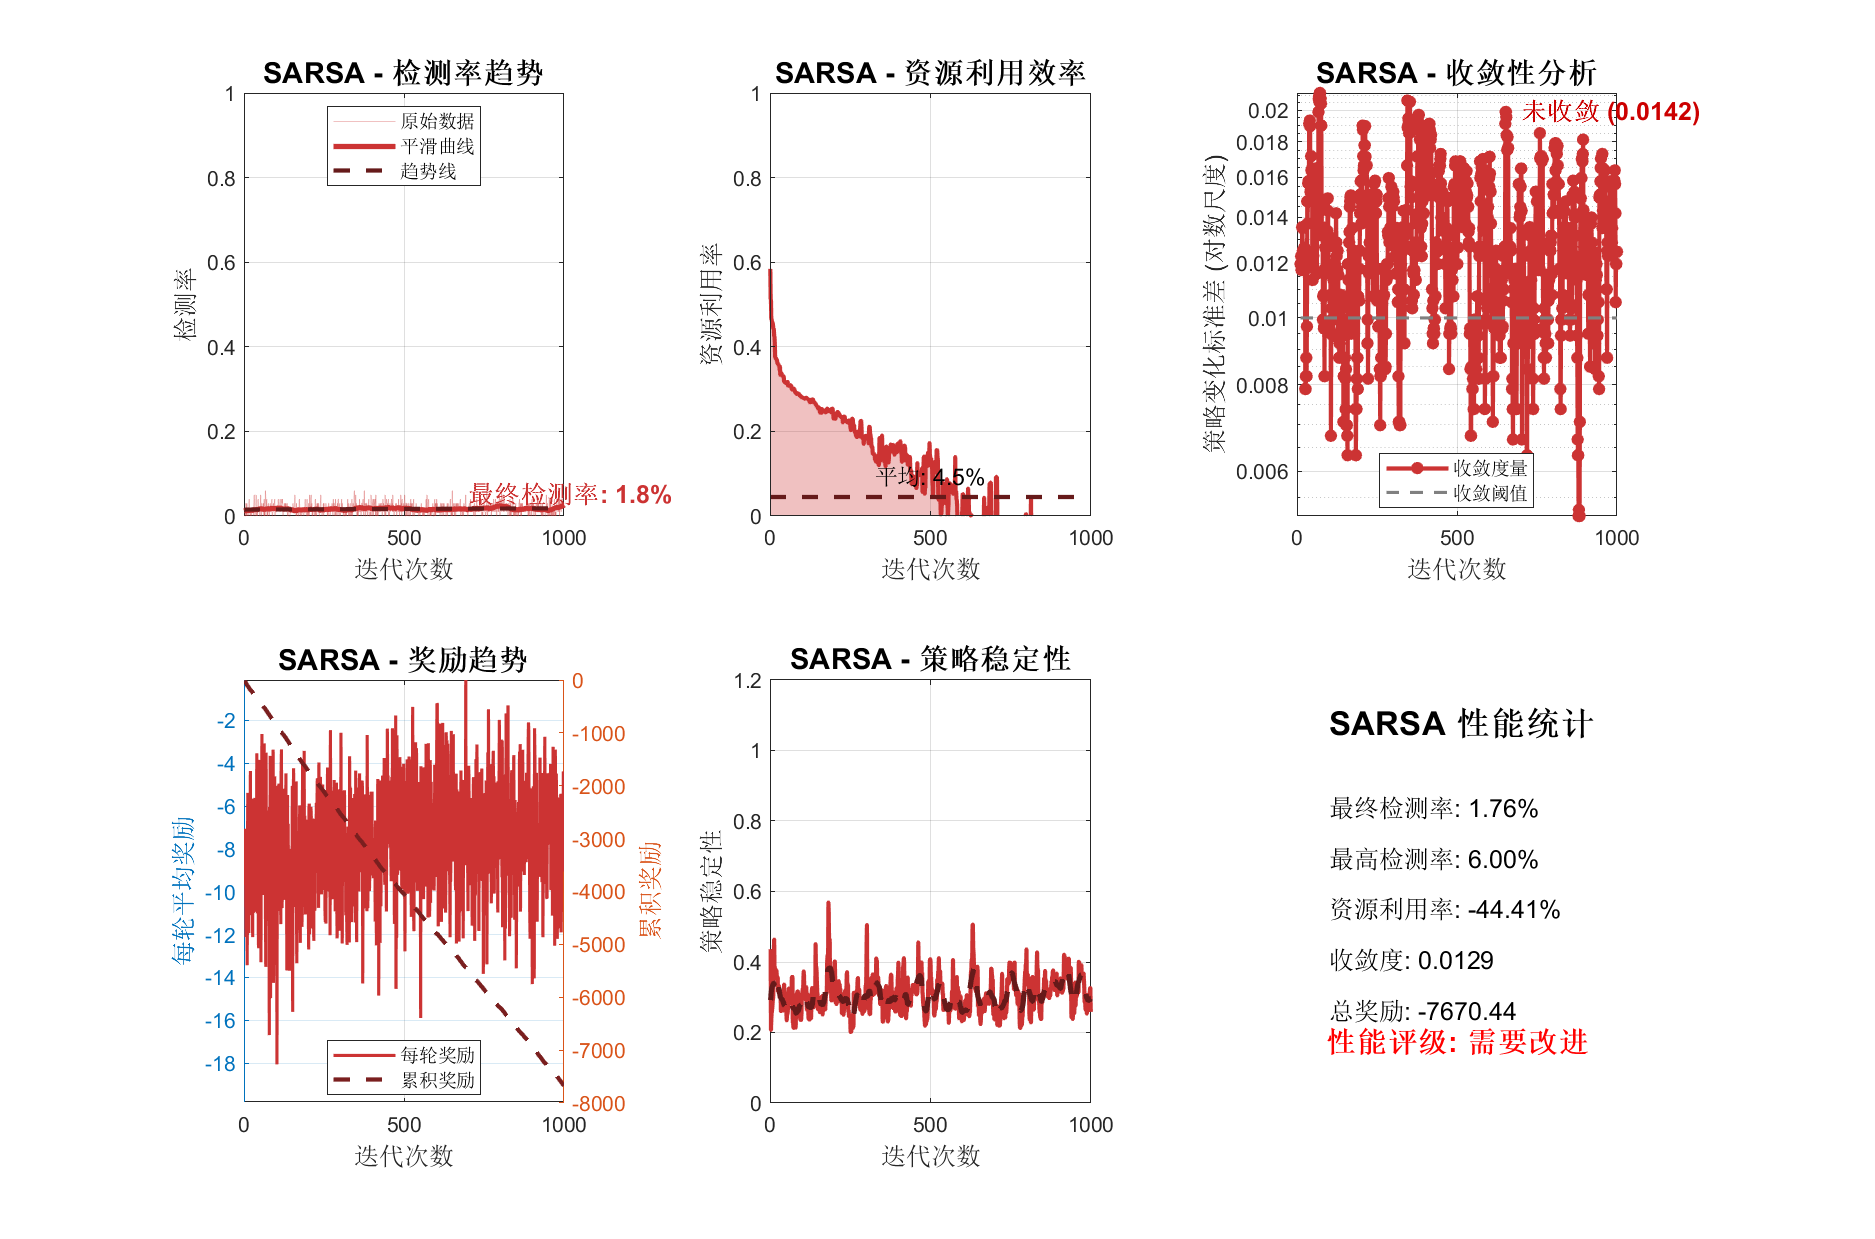 SARSA - 检测率趋势
1
0.8
0.6
0.4
0.2
0
检测率
原始数据
平滑曲线
趋势线
最终检测率: 1.8%
0
500
1000
迭代次数
SARSA - 资源利用效率
1
0.8
0.6
0.4
0.2
0
资源利用率
平均: 4.5%
0
500
1000
迭代次数
SARSA - 收敛性分析
未收敛 (0.0142)
0.02
0.018
0.016
0.014
0.012
0.01
0.008
0.006
策略变化标准差 (对数尺度)
收敛度量
收敛阈值
0
500
1000
迭代次数
SARSA - 奖励趋势
-2
-4
-6
-8
-10
-12
-14
-16
-18
每轮平均奖励
0
-1000
-2000
-3000
-4000
-5000
-6000
-7000
-8000
累积奖励
每轮奖励
累积奖励
0
500
1000
迭代次数
SARSA - 策略稳定性
1.2
1
0.8
0.6
0.4
0.2
0
策略稳定性
0
500
1000
迭代次数
SARSA 性能统计
最终检测率: 1.76%
最高检测率: 6.00%
资源利用率: -44.41%
收敛度: 0.0129
总奖励: -7670.44
性能评级: 需要改进